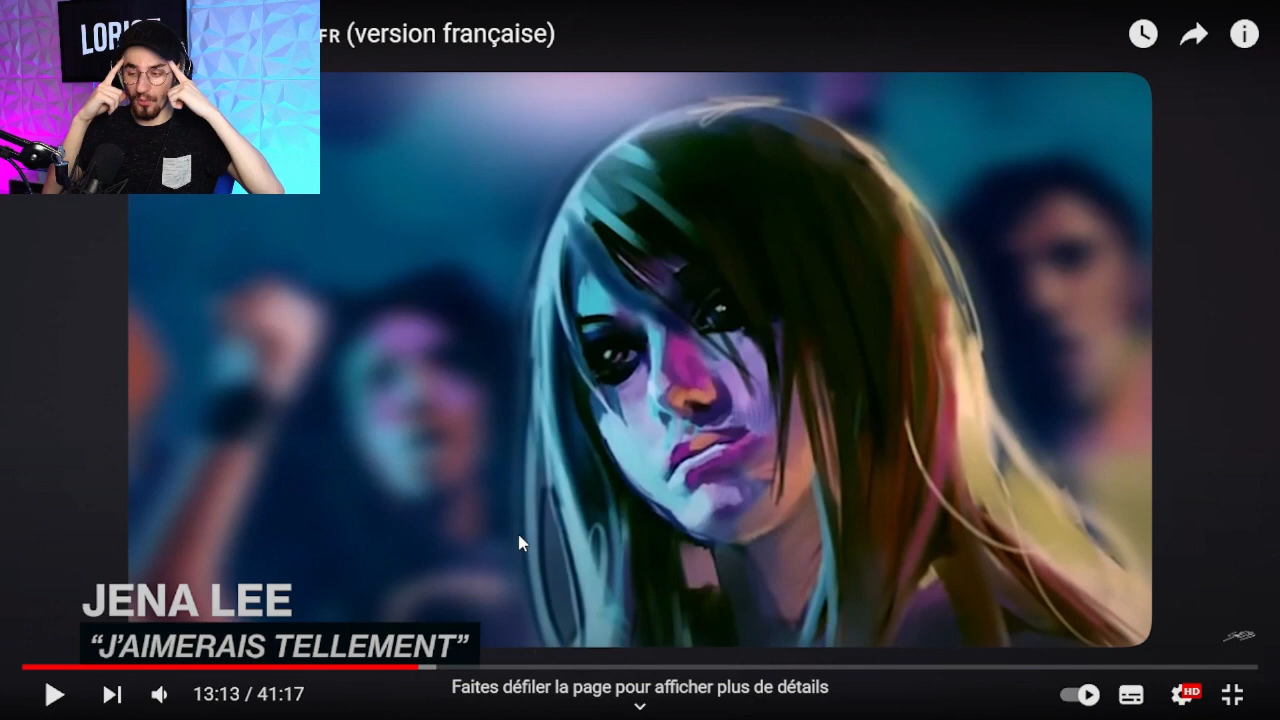 FR (version française)
JENA LEE
“J’AIMERAIS TELLEMENT”
13:13 / 41:17
Faites défiler la page pour afficher plus de détails
HD